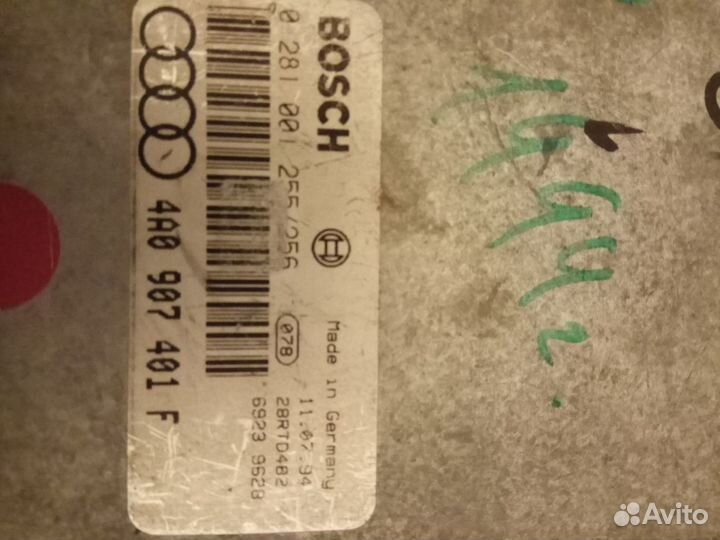 BOSCH
0 281 001 255/256
4A0 907 401 F
078
Made in Germany
11.07.94
28RTD482
6923 9628
Avito